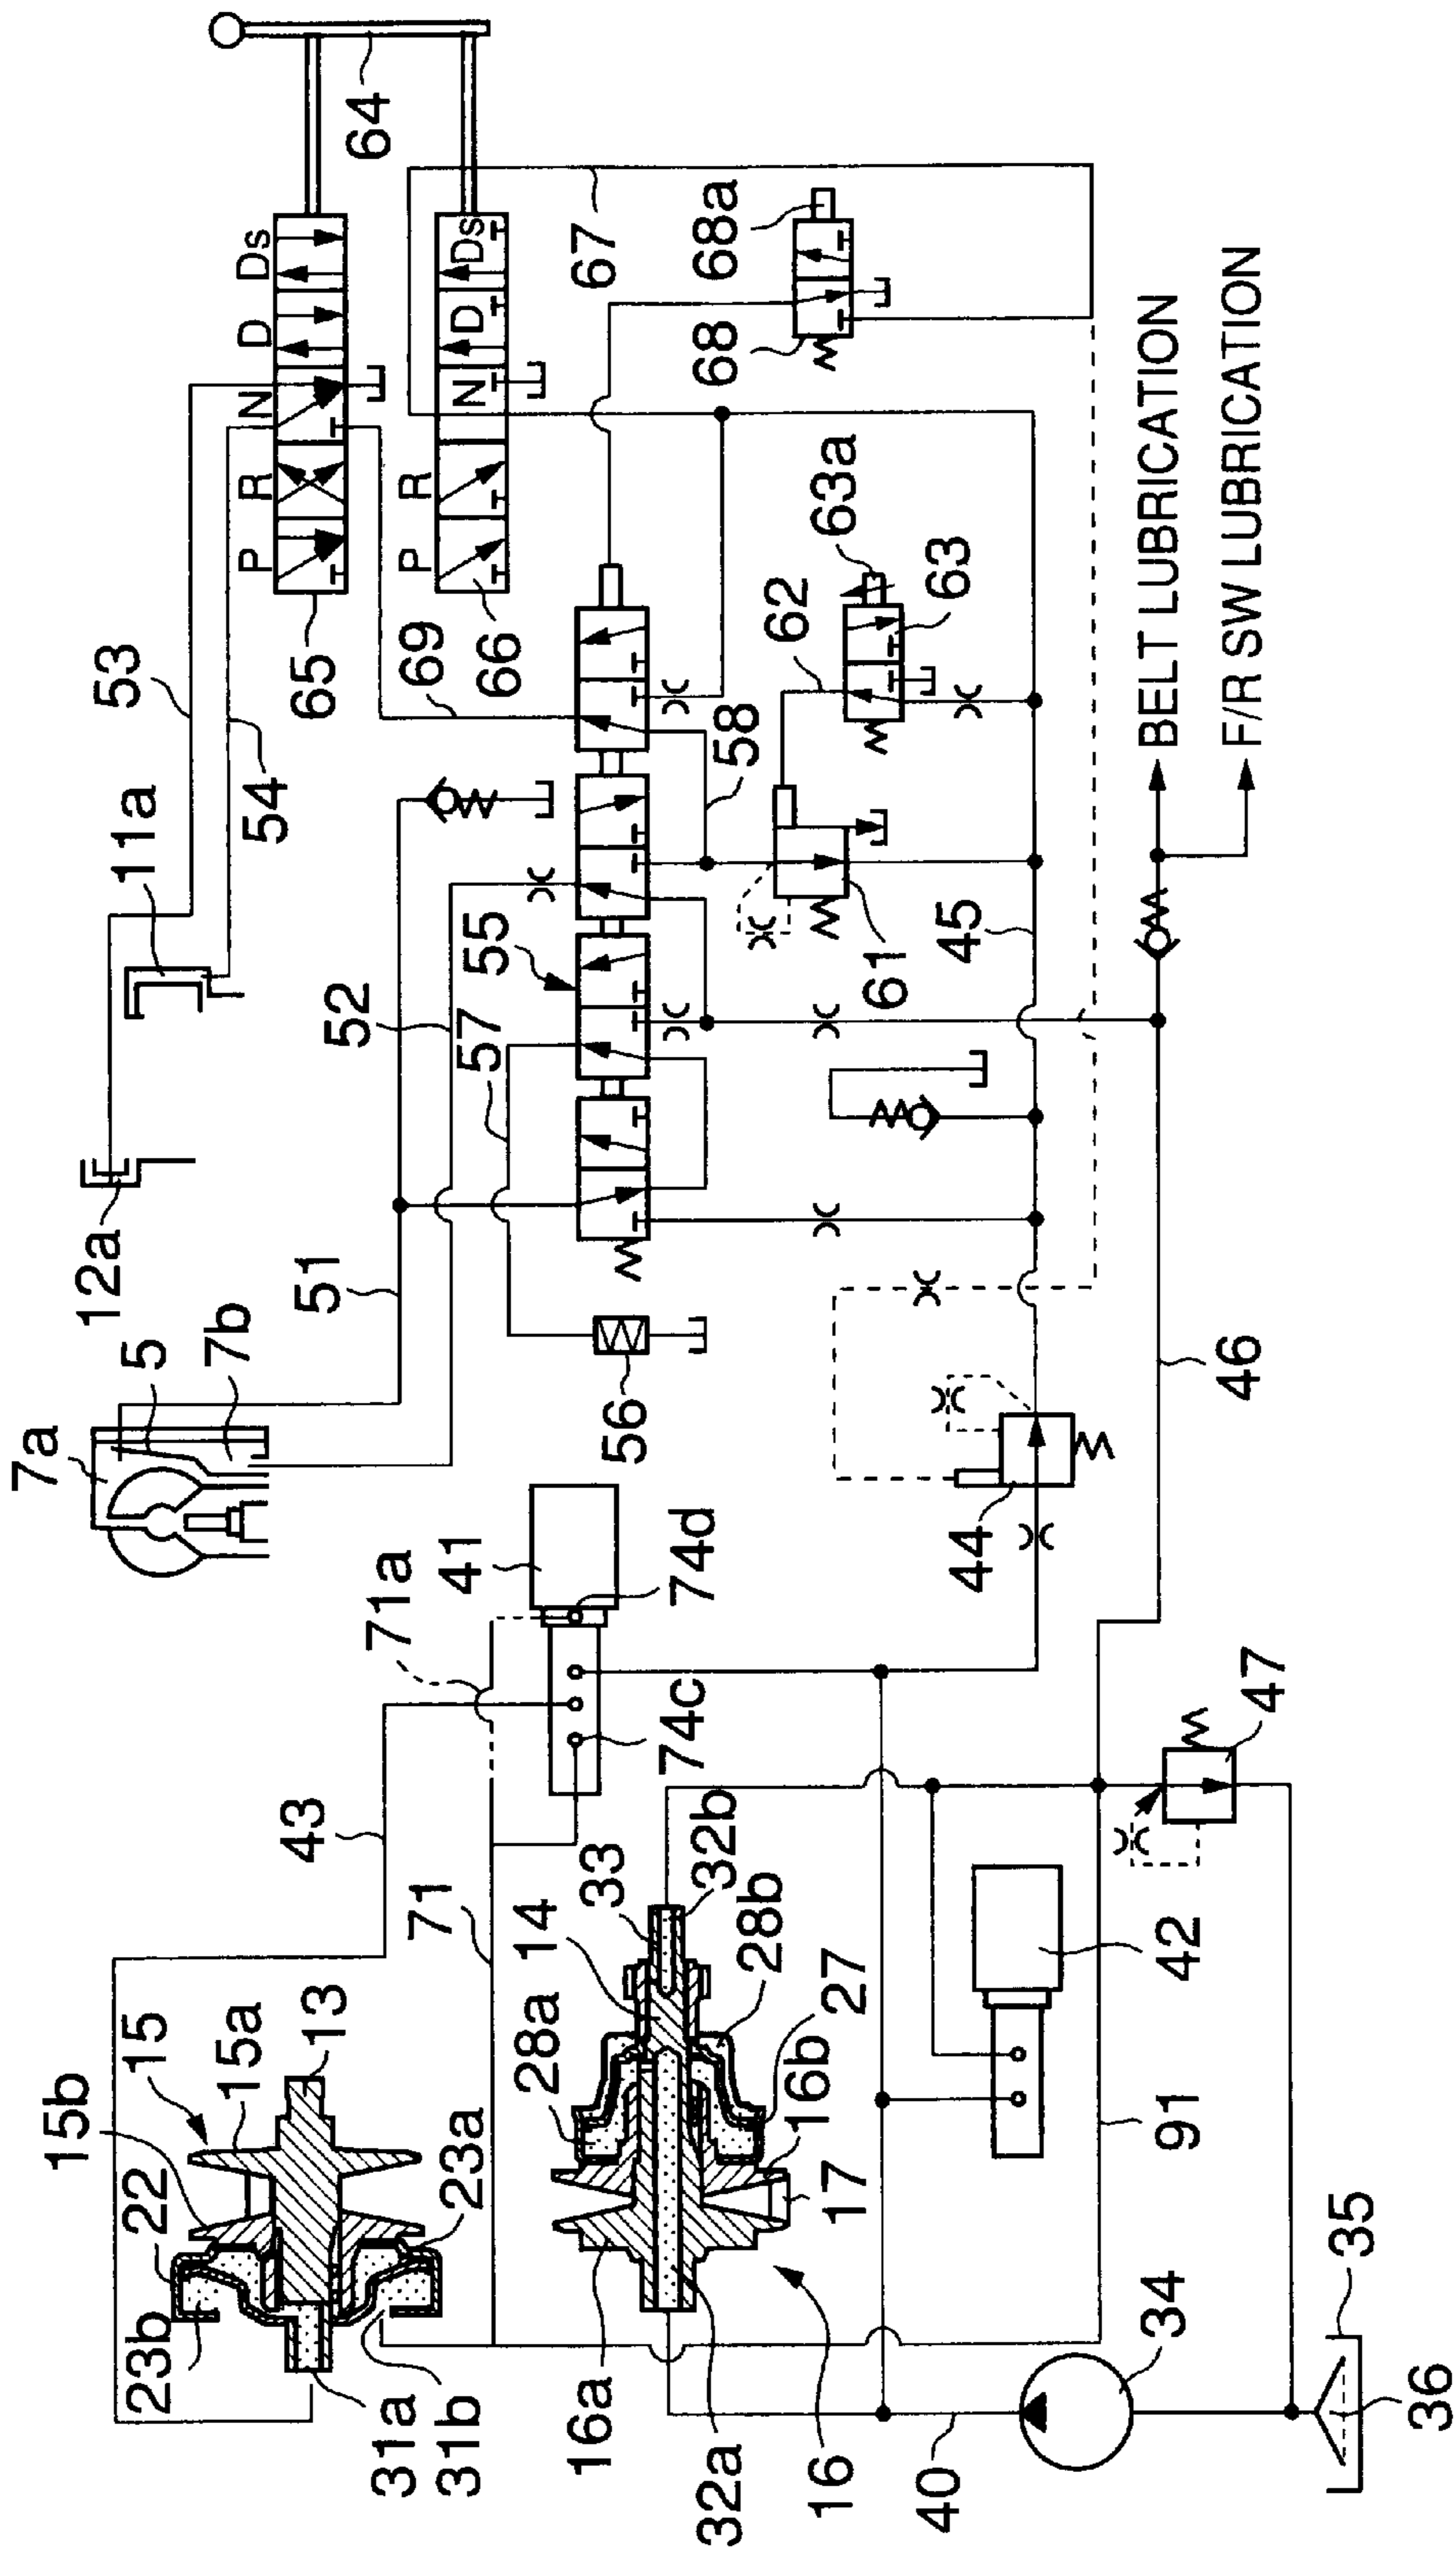 64
P R N D Ds
65
P R N D Ds
66
67
68a
68
53
54
11a
12a
69
58
62
63a
63
55
52
57
51
61
45
BELT LUBRICATION
F/R SW LUBRICATION
7a
5
7b
56
46
71a
41
74d
74c
44
47
43
71
33
14
32b
28b
28a
27
16b
17
42
91
15b
15
15a
13
22
23a
23b
31a
31b
16a
32a
16
40
34
35
36